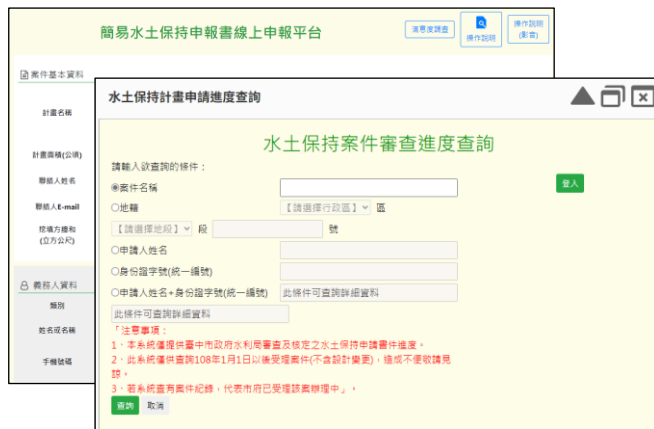 簡易水土保持申報書線上申報平台
滿意度調查
操作說明
操作說明
(影音)
案件基本資料
計畫名稱
計畫面積(公頃)
聯絡人姓名
聯絡人E-mail
挖填方總和
(立方公尺)
義務人資料
類別
姓名或名稱
手機號碼
水土保持計畫申請進度查詢
水土保持案件審查進度查詢
請輸入欲查詢的條件：
案件名稱
登入
地籍
【請選擇行政區】 區
【請選擇地段】 段 號
申請人姓名
身份證字號(統一編號)
申請人姓名+身份證字號(統一編號) 此條件可查詢詳細資料
此條件可查詢詳細資料
「注意事項：
1、本系統僅提供臺中市政府水利局審查及核定之水土保持申請書件進度。
2、此系統僅供查詢108年1月1日以後受理案件(不含設計變更)，造成不便敬請見
諒。
3、若系統查有案件紀錄，代表市府已受理該案辦理中」。
查詢 取消